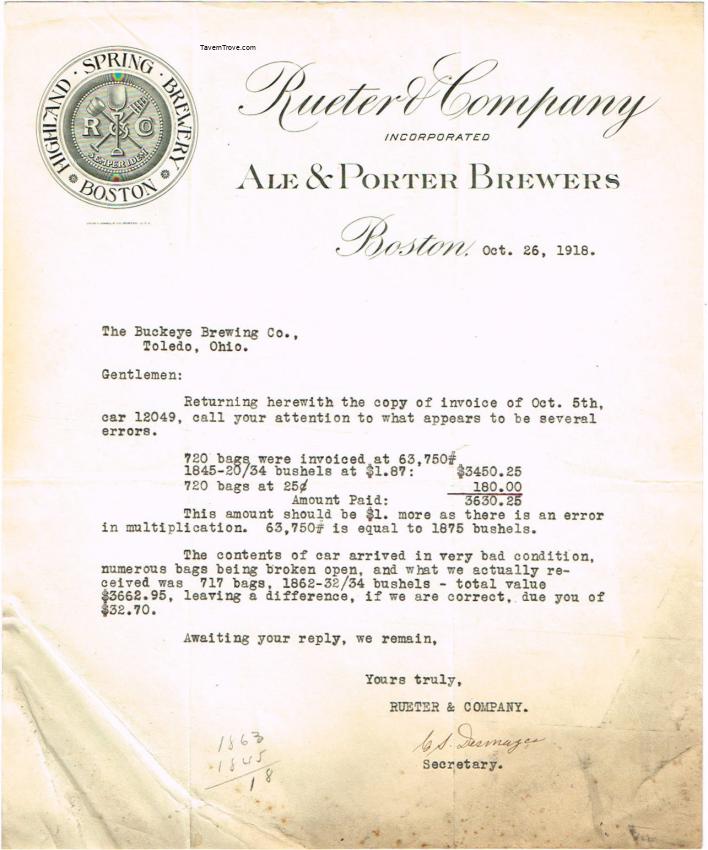 TavernTrove.com
HIGHLAND · SPRING · BREWERY
R & Co
SEMPER IDEM
BOSTON
Rueter & Company
INCORPORATED
ALE & PORTER BREWERS
Boston, Oct. 26, 1918.
The Buckeye Brewing Co.,
Toledo, Ohio.
Gentlemen:
Returning herewith the copy of invoice of Oct. 5th,
car 12049, call your attention to what appears to be several
errors.
720 bags were invoiced at 63,750#
1845-20/34 bushels at $1.87: $3450.25
720 bags at 25¢ 180.00
Amount Paid: 3630.25
This amount should be $1. more as there is an error
in multiplication. 63,750# is equal to 1875 bushels.
The contents of car arrived in very bad condition,
numerous bags being broken open, and what we actually re-
ceived was 717 bags, 1862-32/34 bushels - total value
$3662.95, leaving a difference, if we are correct, due you of
$32.70.
Awaiting your reply, we remain,
Yours truly,
RUETER & COMPANY.
Secretary.
1863
1845
18